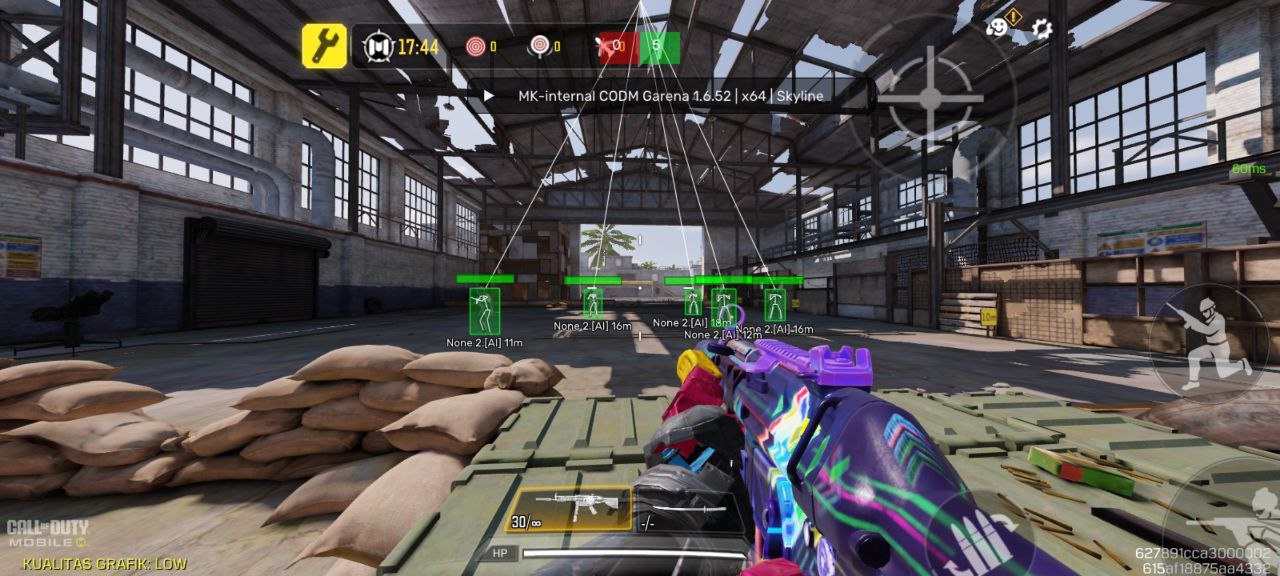 17:44
0
0
0
5
MK-internal CODM Garena 1.6.52 | x64 | Skyline
60ms
None 2.[AI] 11m
None 2.[AI] 16m
None 2.[AI] 18m
None 2.[AI] 12m
None 2.[AI] 16m
10m
30/∞
-/-
HP
CALL OF DUTY
MOBILE
KUALITAS GRAFIK: LOW
627891cca3000002
615af18875aa4332